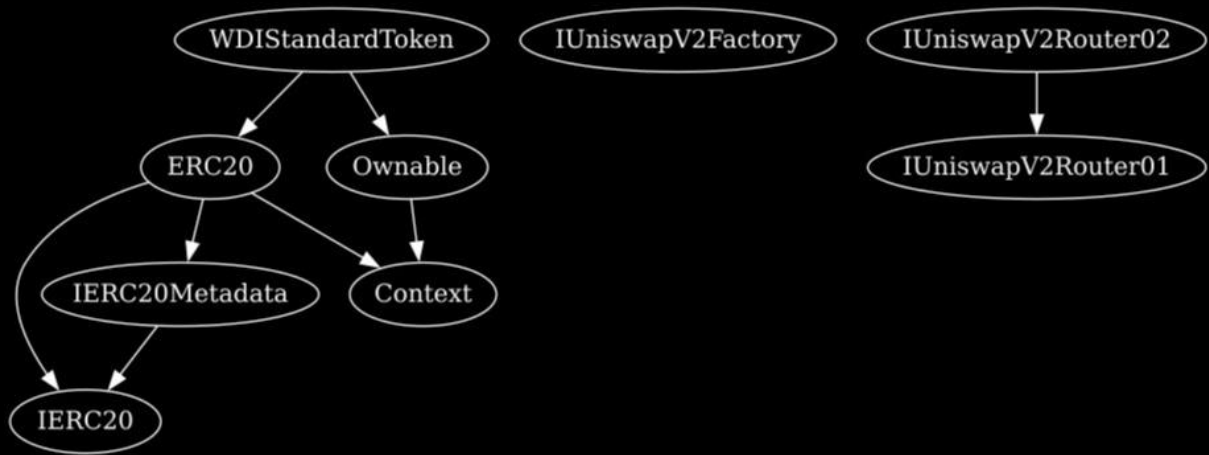 WDIStandardToken
IUniswapV2Factory
IUniswapV2Router02
ERC20
Ownable
IUniswapV2Router01
IERC20Metadata
Context
IERC20